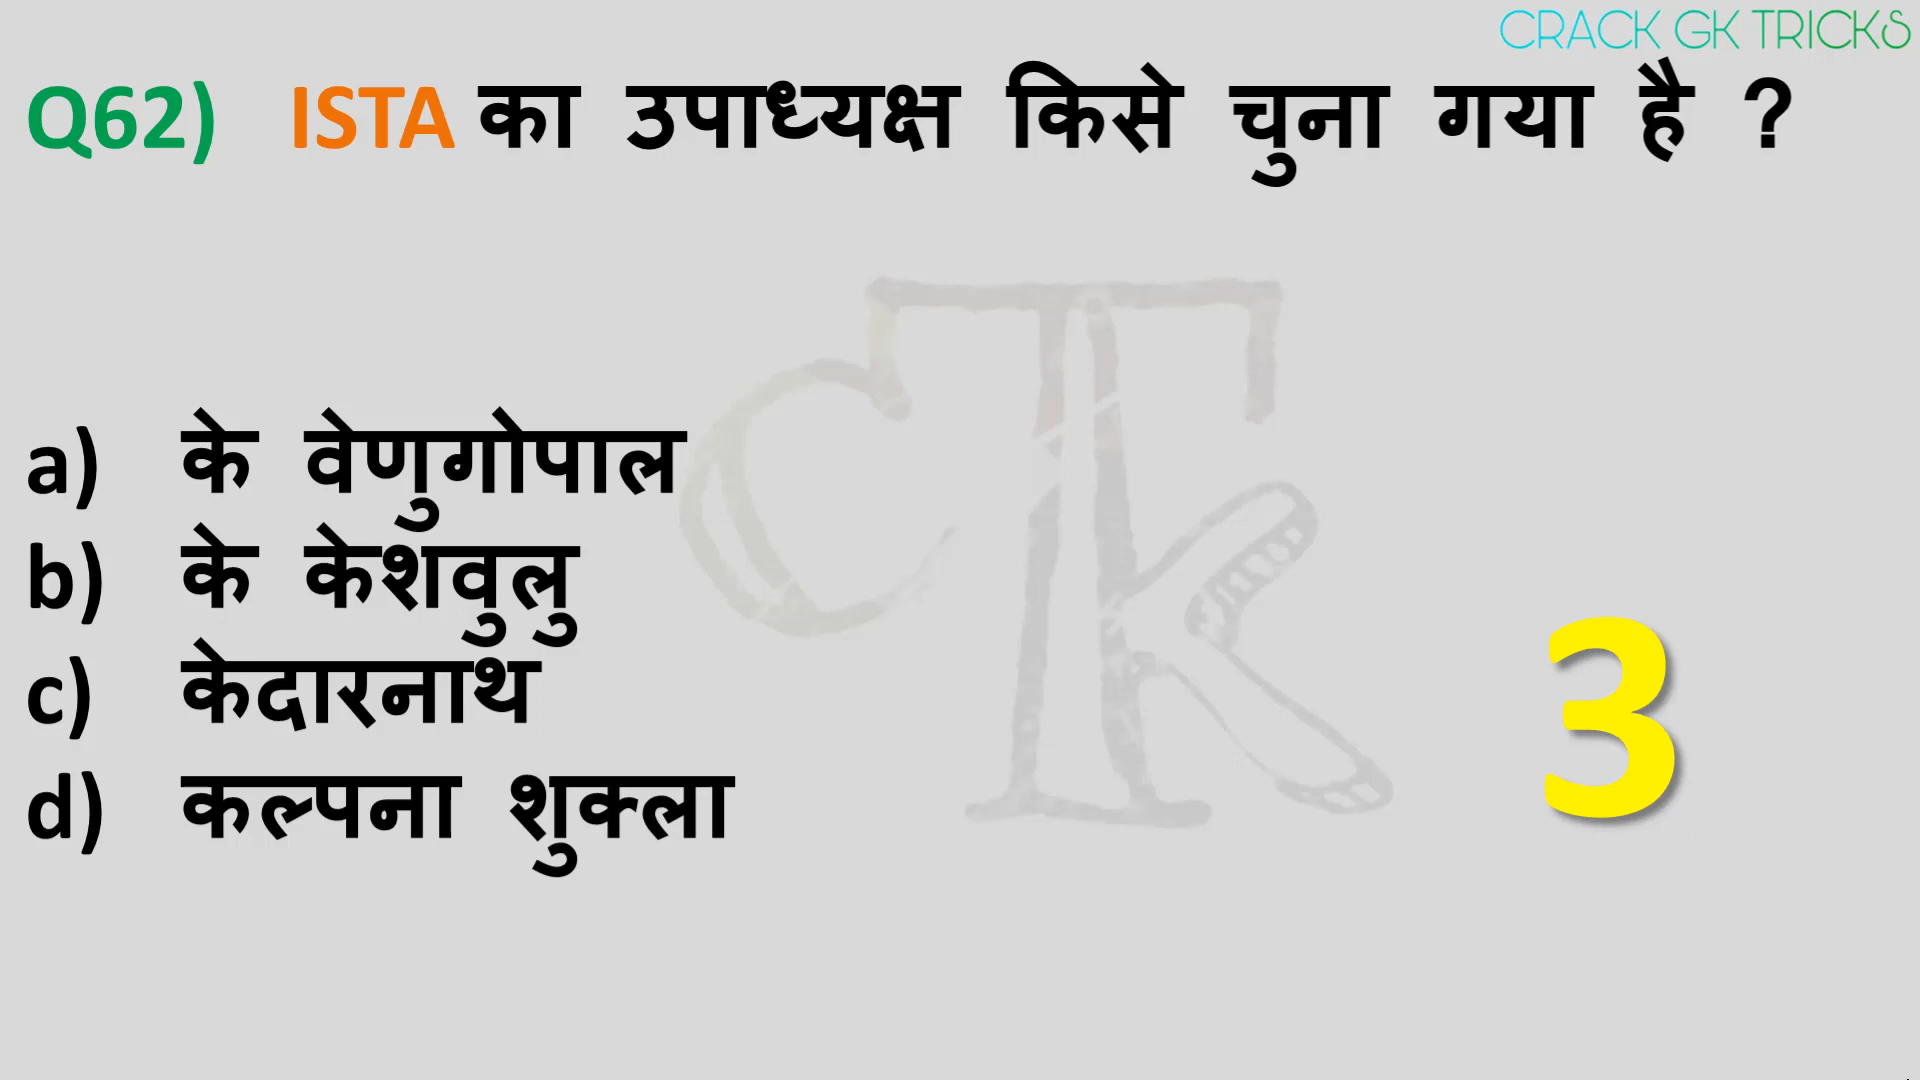 CRACK GK TRICKS
Q62) ISTA का उपाध्यक्ष किसे चुना गया है ?
a) के वेणुगोपाल
b) के केशवुलु
c) केदारनाथ
d) कल्पना शुक्ला
3